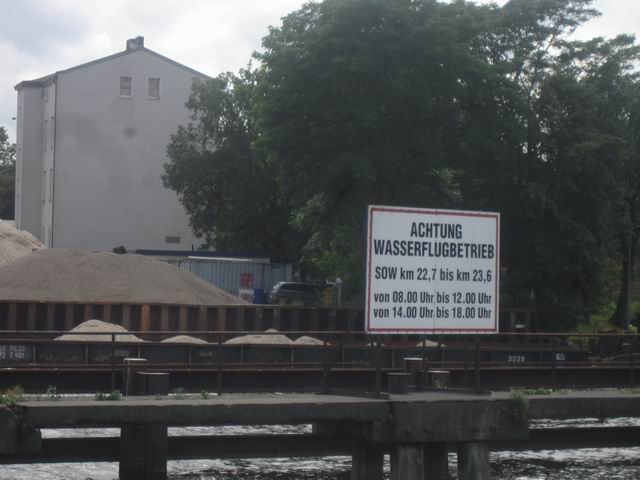 ACHTUNG
WASSERFLUGBETRIEB
SOW km 22,7 bis km 23,6
von 08.00 Uhr bis 12.00 Uhr
von 14.00 Uhr bis 18.00 Uhr
3039